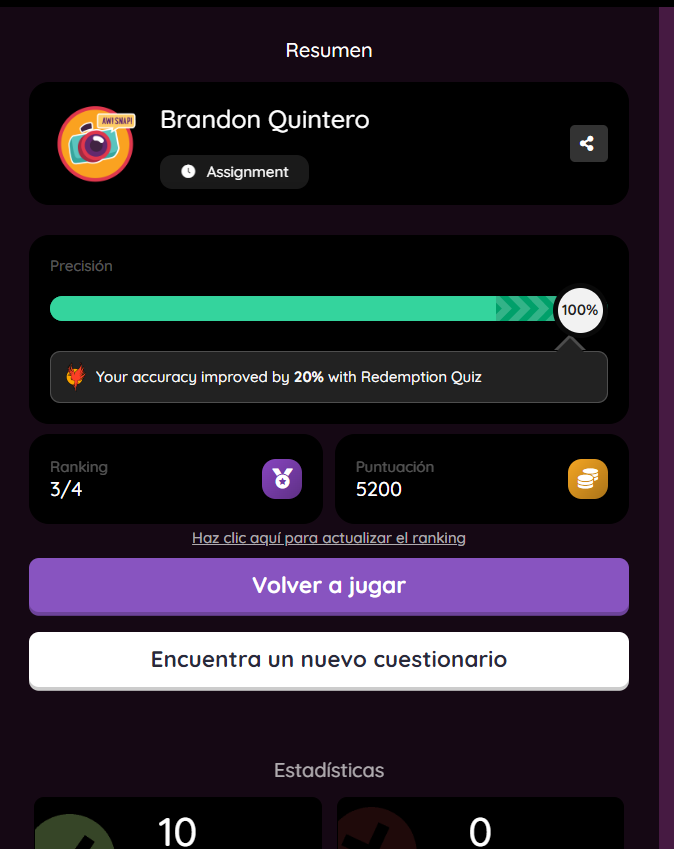 Resumen
AW! SNAP!
Brandon Quintero
Assignment
Precisión
100%
Your accuracy improved by 20% with Redemption Quiz
Ranking
3/4
Puntuación
5200
Haz clic aquí para actualizar el ranking
Volver a jugar
Encuentra un nuevo cuestionario
Estadísticas
10
0